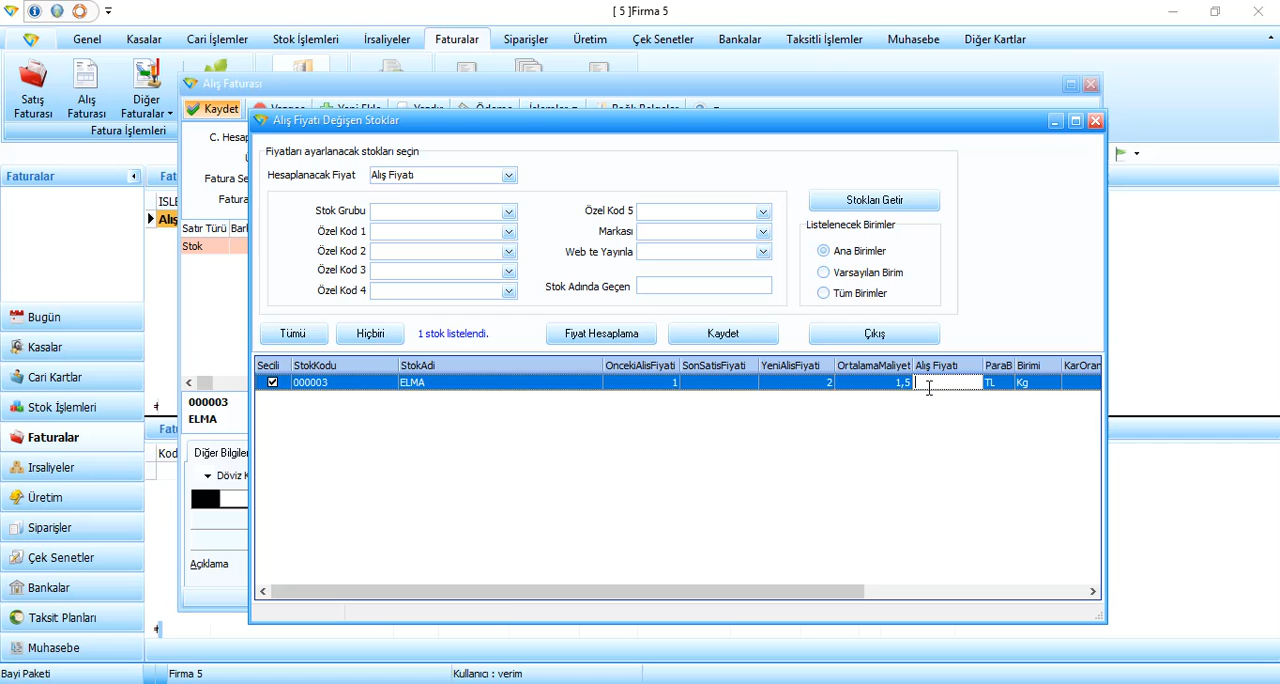 [ 5 ]Firma 5
Genel
Kasalar
Cari İşlemler
Stok İşlemleri
İrsaliyeler
Faturalar
Siparişler
Üretim
Çek Senetler
Bankalar
Taksitli İşlemler
Muhasebe
Diğer Kartlar
Satış
Faturası
Alış
Faturası
Diğer
Faturalar
Fatura İşlemleri
Alış Faturası
Kaydet
Alış Fiyatı Değişen Stoklar
C. Hesap
Fatura Se
Fatura
Satır Türü
Stok
Fiyatları ayarlanacak stokları seçin
Hesaplanacak Fiyat
Alış Fiyatı
Stok Grubu
Özel Kod 1
Özel Kod 2
Özel Kod 3
Özel Kod 4
Özel Kod 5
Markası
Web te Yayınla
Stok Adında Geçen
Stokları Getir
Listelenecek Birimler
Ana Birimler
Varsayılan Birim
Tüm Birimler
Tümü
Hiçbiri
1 stok listelendi.
Fiyat Hesaplama
Kaydet
Çıkış
Secili StokKodu StokAdi OncekiAlisFiyati SonSatisFiyati YeniAlisFiyati OrtalamaMaliyet Alış Fiyatı ParaB Birimi KarOran
000003 ELMA 1 2 1,5 TL Kg
Faturalar
Bugün
Kasalar
Cari Kartlar
Stok İşlemleri
Faturalar
Irsaliyeler
Üretim
Siparişler
Çek Senetler
Bankalar
Taksit Planları
Muhasebe
000003
ELMA
Diğer Bilgiler
Döviz K
Açıklama
Bayi Paketi
Firma 5
Kullanıcı : verim